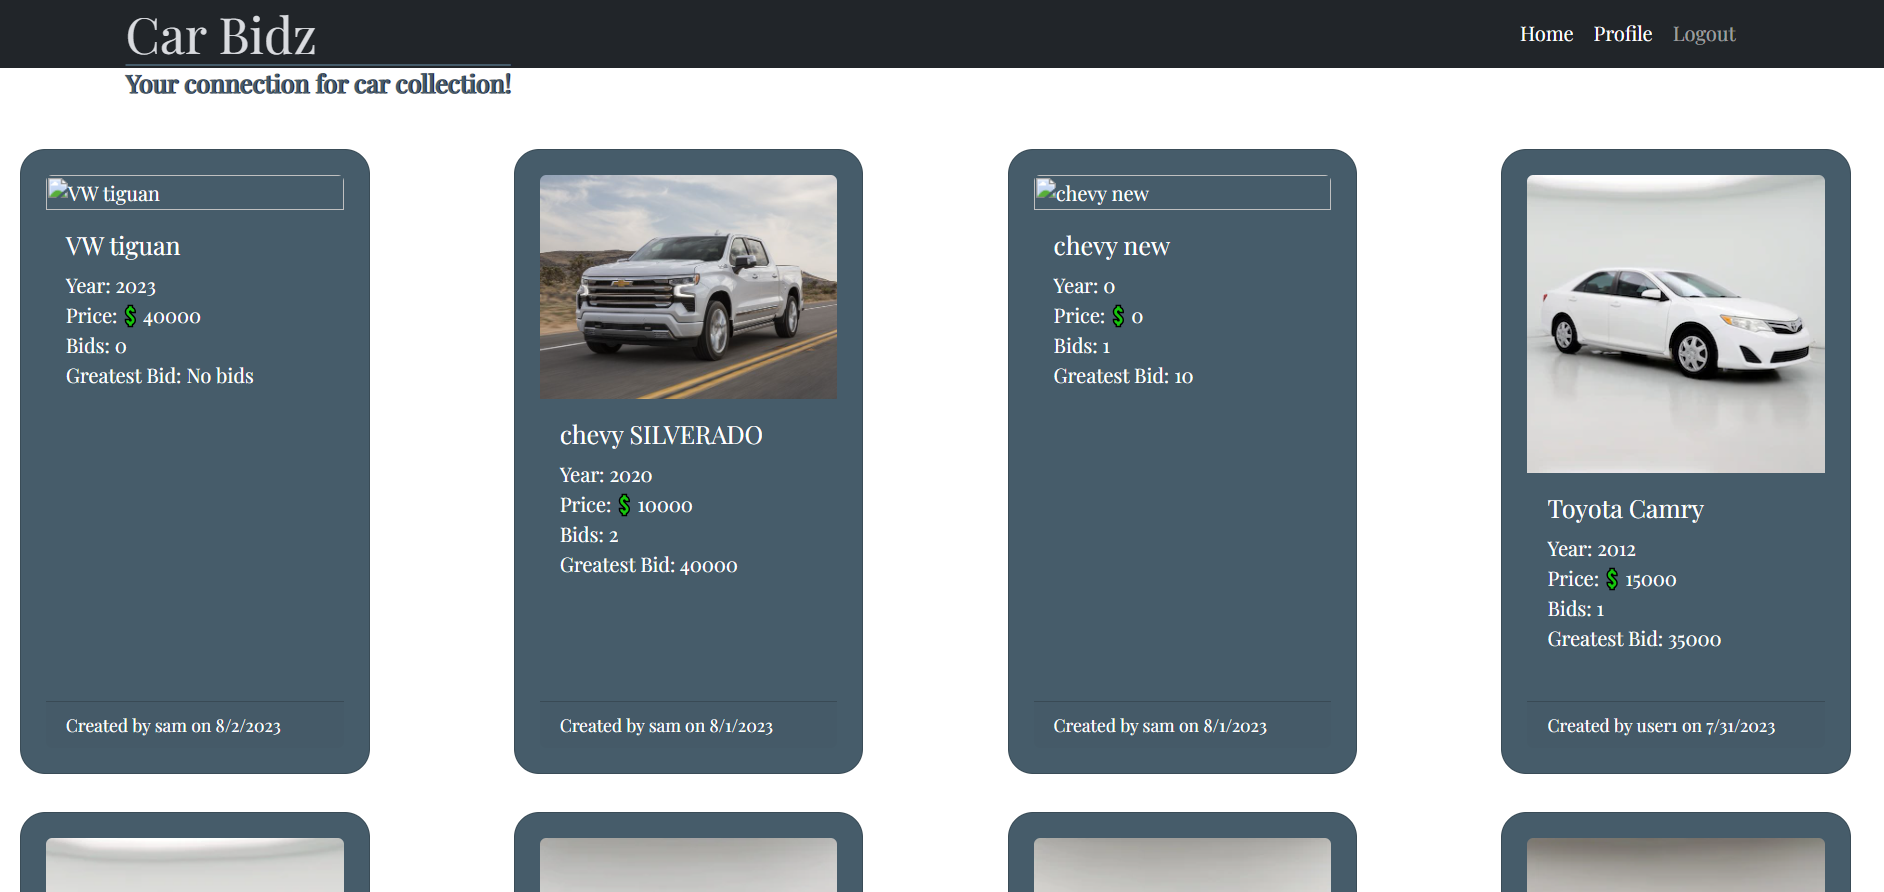 Car Bidz
Home Profile Logout
Your connection for car collection!
VW tiguan
VW tiguan
Year: 2023
Price: 💲 40000
Bids: 0
Greatest Bid: No bids
Created by sam on 8/2/2023
chevy SILVERADO
Year: 2020
Price: 💲 10000
Bids: 2
Greatest Bid: 40000
Created by sam on 8/1/2023
chevy new
chevy new
Year: 0
Price: 💲 0
Bids: 1
Greatest Bid: 10
Created by sam on 8/1/2023
Toyota Camry
Year: 2012
Price: 💲 15000
Bids: 1
Greatest Bid: 35000
Created by user1 on 7/31/2023